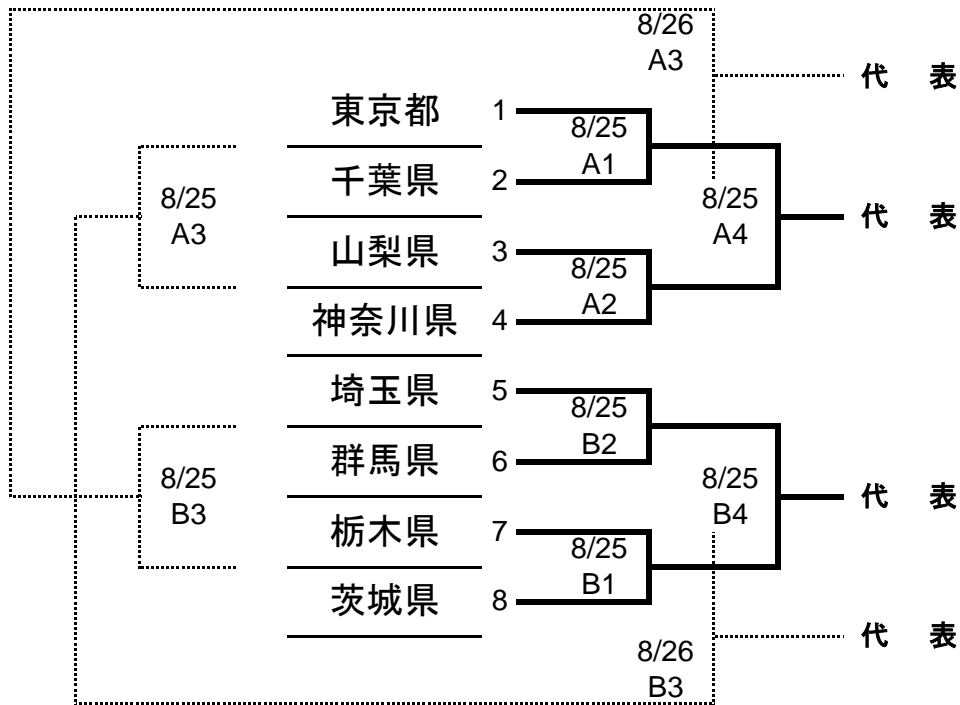 8/26
A3
代 表
東京都 1
8/25
A1
千葉県 2
8/25
A3
8/25
A4
代 表
山梨県 3
8/25
A2
神奈川県 4
埼玉県 5
8/25
B2
群馬県 6
8/25
B3
8/25
B4
代 表
栃木県 7
8/25
B1
茨城県 8
代 表
8/26
B3